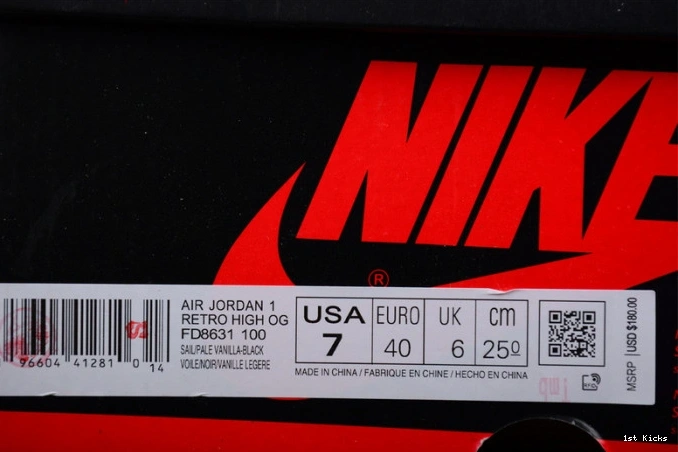 NIKE
®
AIR JORDAN 1
RETRO HIGH OG
FD8631 100
SAIL/PALE VANILLA-BLACK
VOILE/NOIR/VANILLE LEGERE
96604 41281 0 14
USA EURO UK cm
7 40 6 25⁰
MADE IN CHINA / FABRIQUE EN CHINE / HECHO EN CHINA
RFID
MSRP USD $180.00
1st Kicks